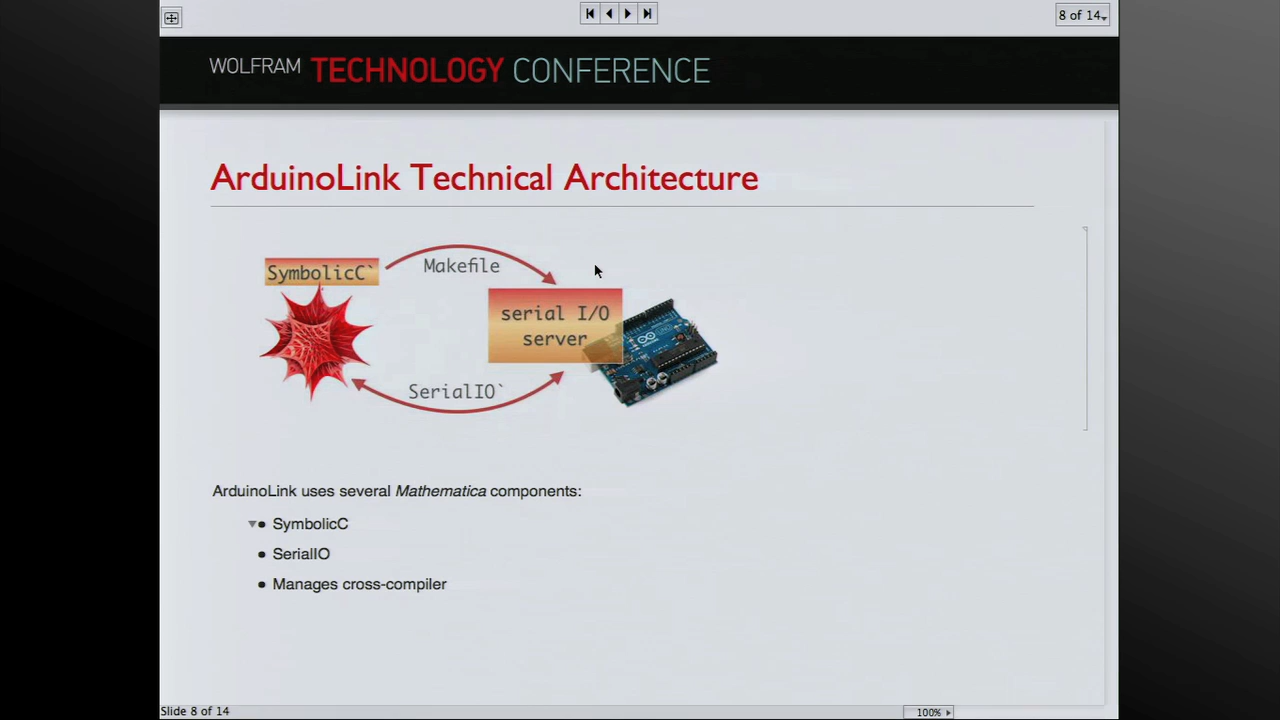 8 of 14
WOLFRAM TECHNOLOGY CONFERENCE
ArduinoLink Technical Architecture
SymbolicC`
Makefile
serial I/O
server
SerialIO`
ArduinoLink uses several Mathematica components:
SymbolicC
SerialIO
Manages cross-compiler
Slide 8 of 14
100%